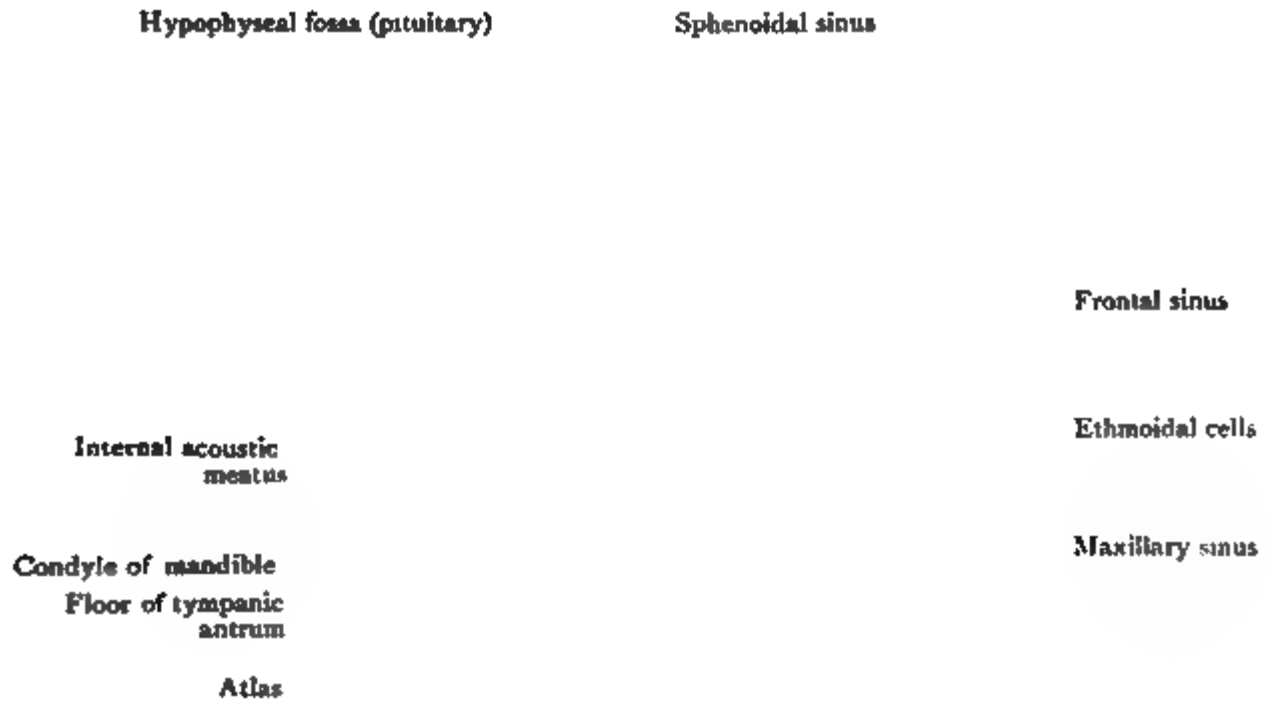 Hypophyseal fossa (pituitary)
Sphenoidal sinus
Frontal sinus
Ethmoidal cells
Internal acoustic
meatus
Maxillary sinus
Condyle of mandible
Floor of tympanic
antrum
Atlas